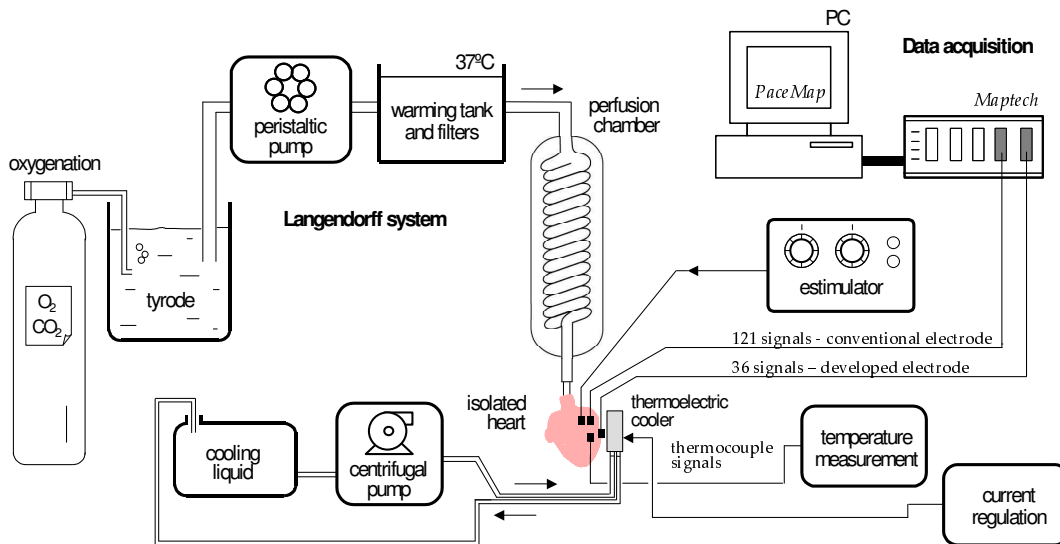 PC
Data acquisition
37ºC
PaceMap
Maptech
peristaltic
pump
warming tank
and filters
perfusion
chamber
oxygenation
Langendorff system
O2
CO2
tyrode
estimulator
121 signals - conventional electrode
36 signals – developed electrode
isolated
heart
thermoelectric
cooler
cooling
liquid
centrifugal
pump
thermocouple
signals
temperature
measurement
current
regulation